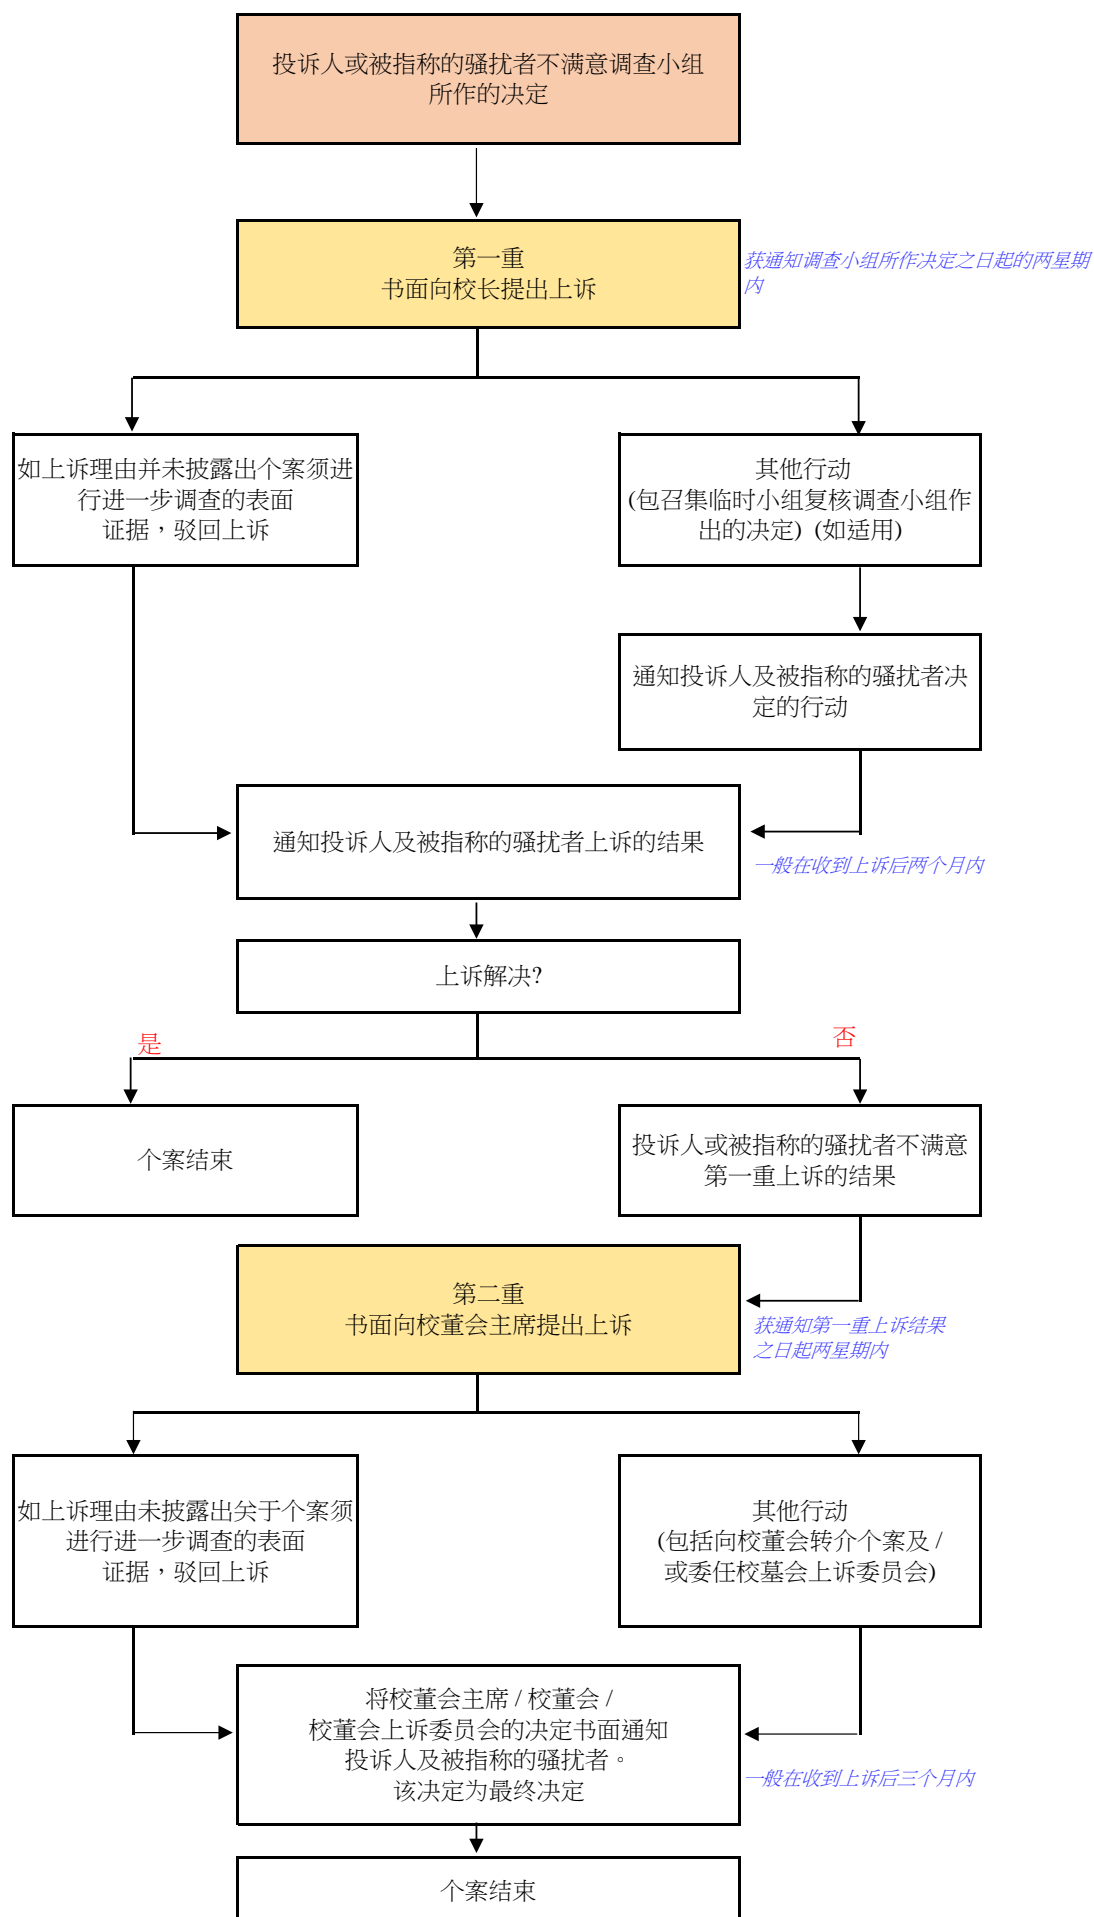 投诉人或被指称的骚扰者不满意调查小组
所作的决定
第一重
书面向校长提出上诉
获通知调查小组所作决定之日起的两星期
内
如上诉理由并未披露出个案须进
行进一步调查的表面
证据，驳回上诉
其他行动
(包召集临时小组复核调查小组作
出的决定) (如适用)
通知投诉人及被指称的骚扰者决
定的行动
通知投诉人及被指称的骚扰者上诉的结果
一般在收到上诉后两个月内
上诉解决?
是
否
个案结束
投诉人或被指称的骚扰者不满意
第一重上诉的结果
第二重
书面向校董会主席提出上诉
获通知第一重上诉结果
之日起两星期内
如上诉理由未披露出关于个案须
进行进一步调查的表面
证据，驳回上诉
其他行动
(包括向校董会转介个案及 /
或委任校墓会上诉委员会)
将校董会主席 / 校董会 /
校董会上诉委员会的决定书面通知
投诉人及被指称的骚扰者。
该决定为最终决定
一般在收到上诉后三个月内
个案结束